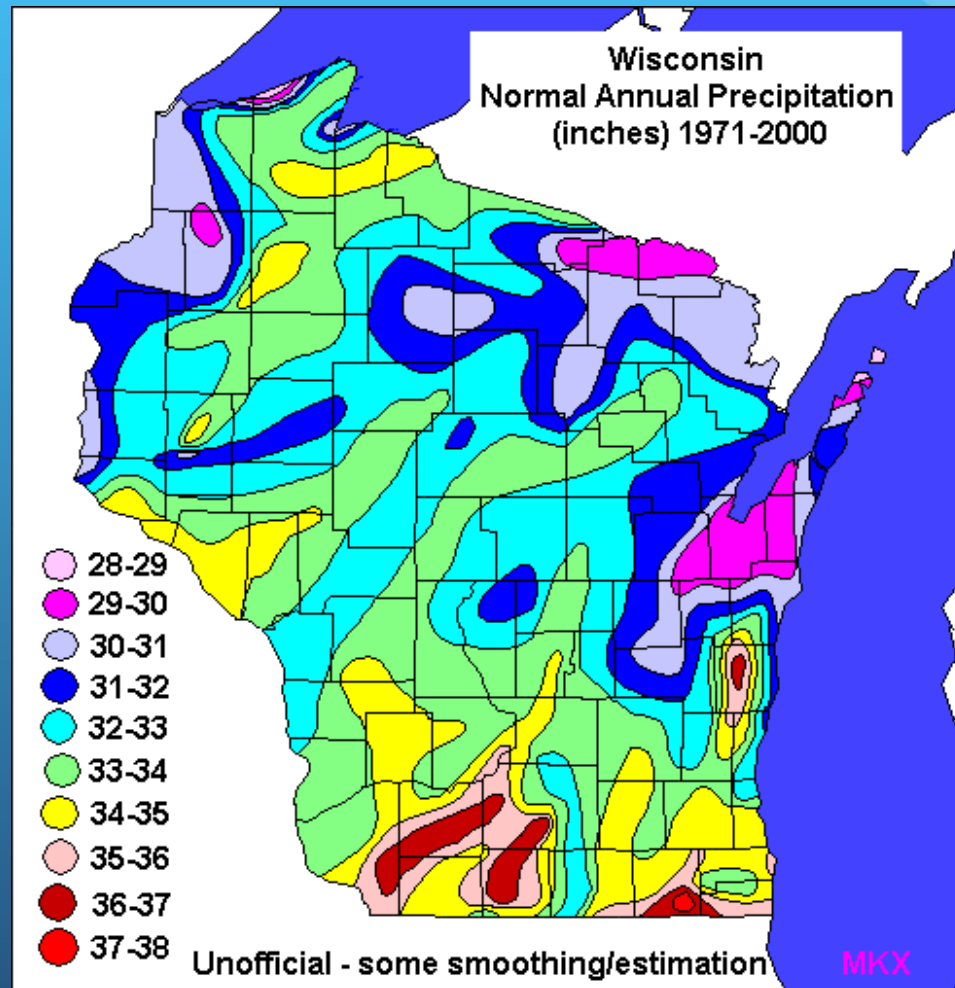 Wisconsin
Normal Annual Precipitation
(inches) 1971-2000
28-29
29-30
30-31
31-32
32-33
33-34
34-35
35-36
36-37
37-38
Unofficial - some smoothing/estimation
MKX